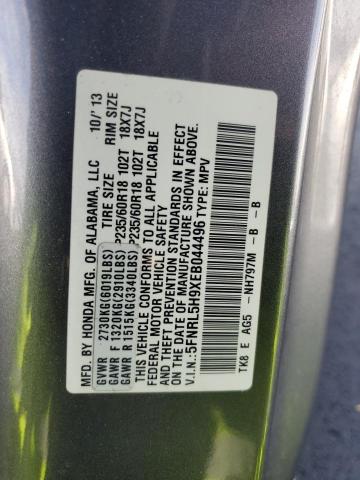 MFD. BY HONDA MFG. OF ALABAMA, LLC 10/'13
TIRE SIZE RIM SIZE
GVWR 2730KG(6019LBS)
GAWR F 1320KG(2910LBS) P235/60R18 102T 18X7J
GAWR R 1515KG(3340LBS) P235/60R18 102T 18X7J
THIS VEHICLE CONFORMS TO ALL APPLICABLE
FEDERAL MOTOR VEHICLE SAFETY
AND THEFT PREVENTION STANDARDS IN EFFECT
ON THE DATE OF MANUFACTURE SHOWN ABOVE.
V.I.N.:5FNRL5H9XEB044496 TYPE: MPV
TK8 E AG5 - NH797M - B - B